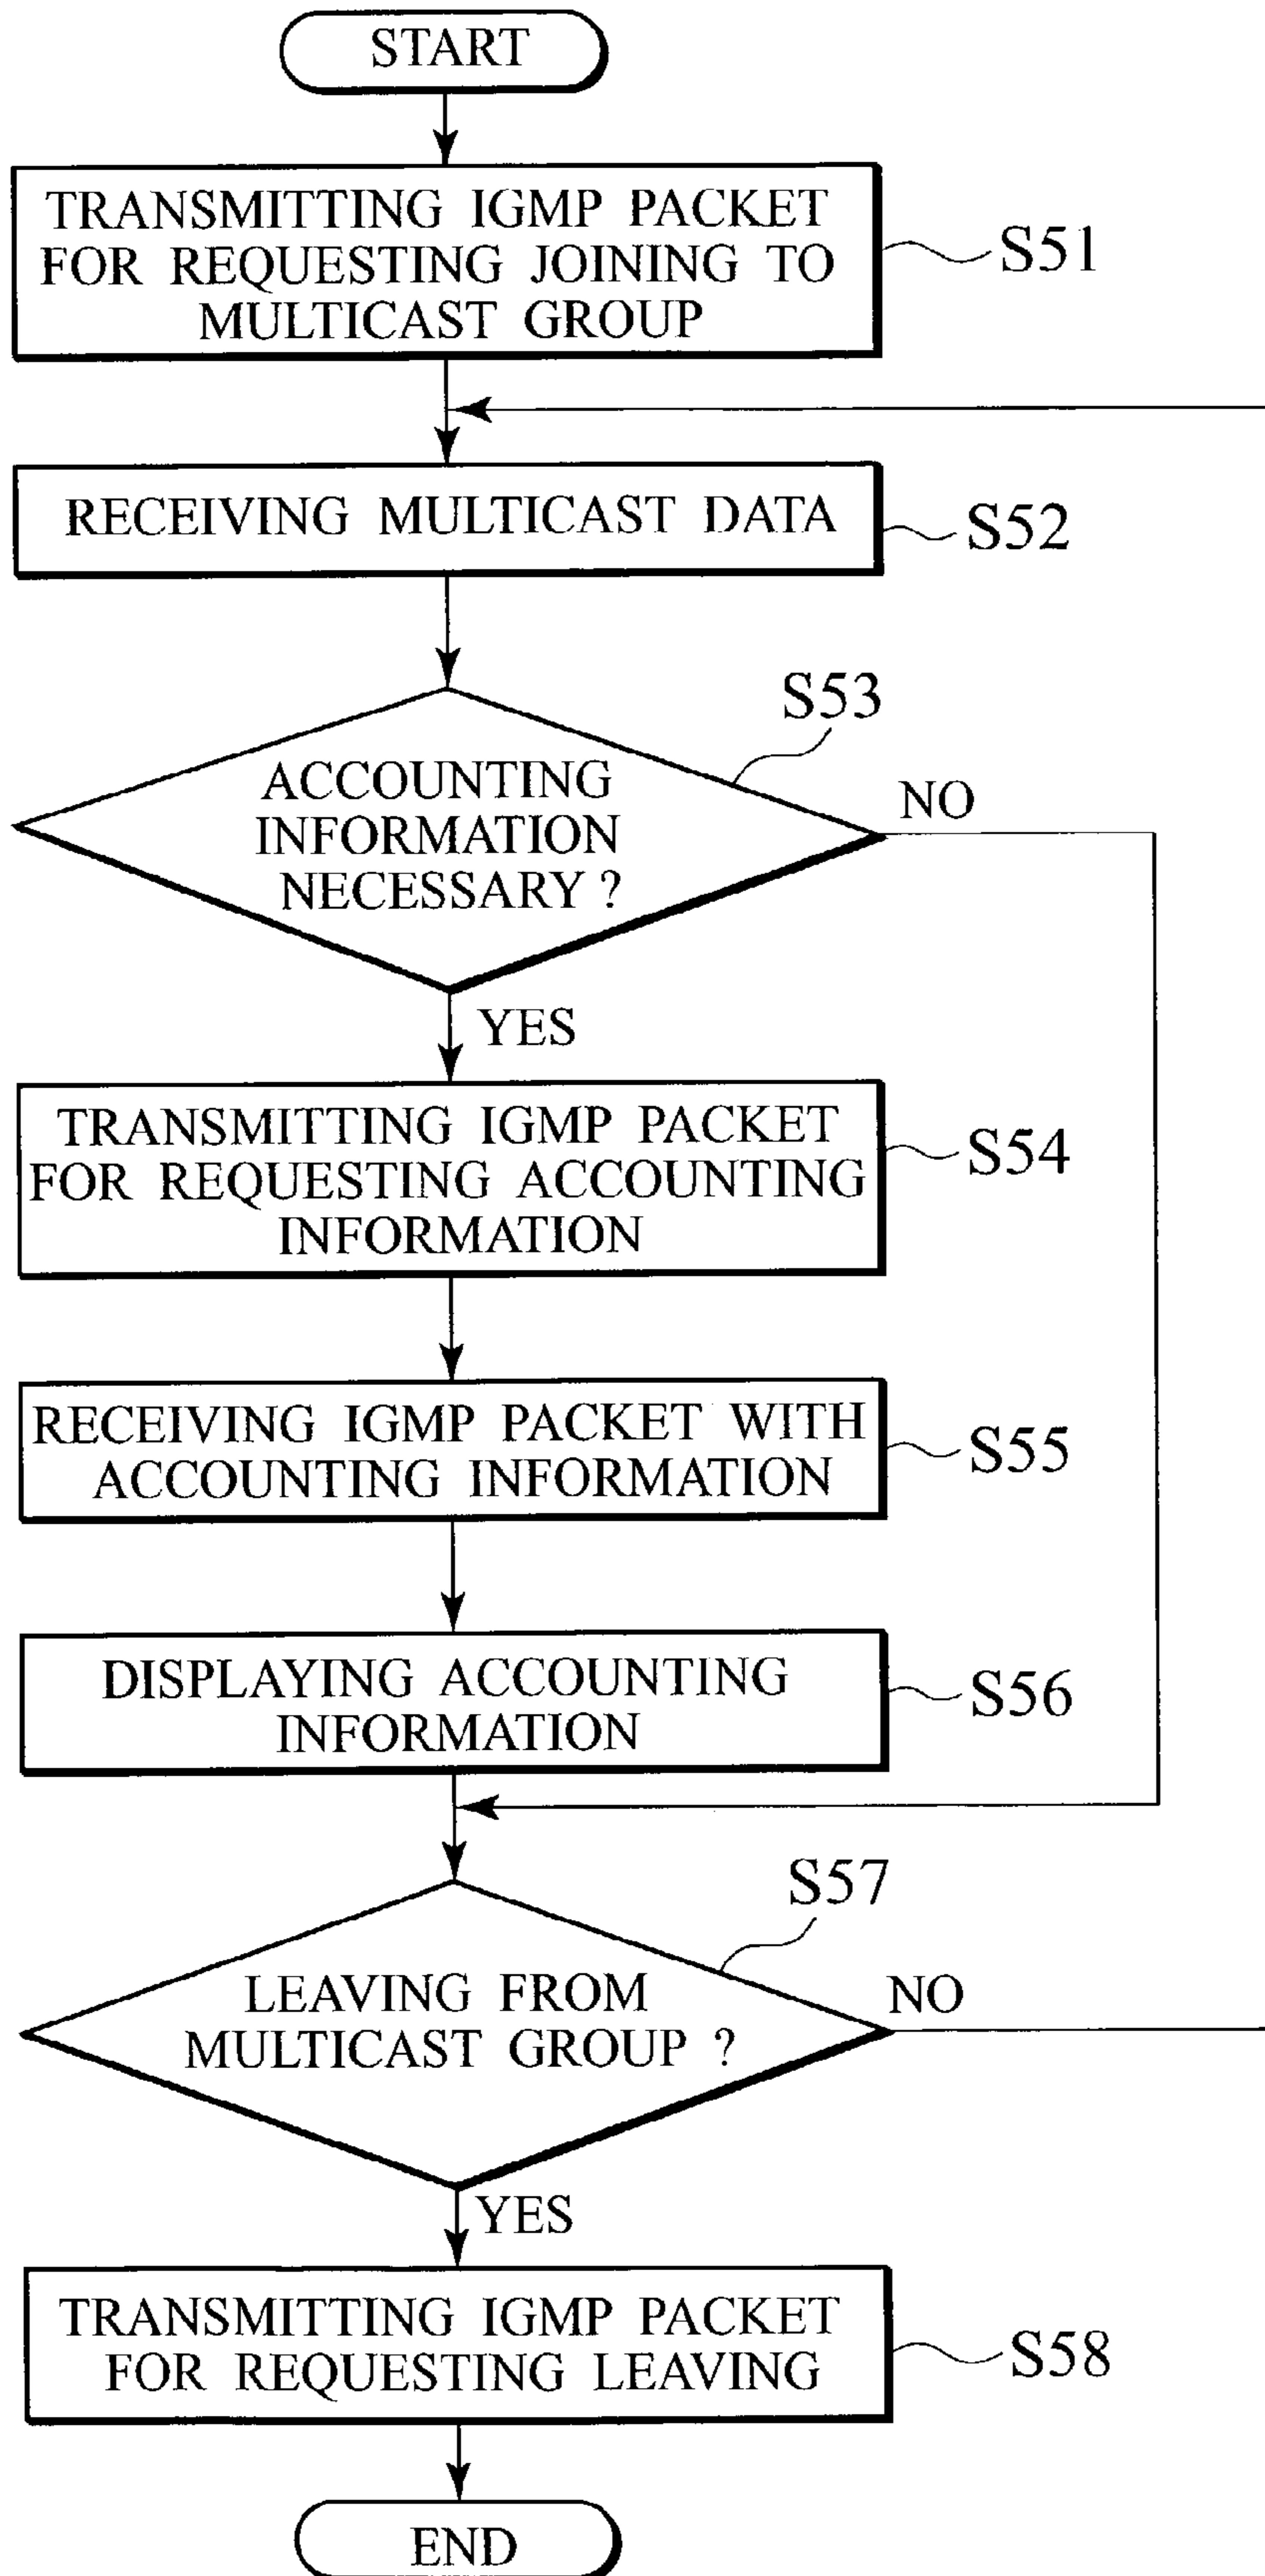 START
TRANSMITTING IGMP PACKET
FOR REQUESTING JOINING TO
MULTICAST GROUP
S51
RECEIVING MULTICAST DATA
S52
S53
ACCOUNTING
INFORMATION
NECESSARY ?
NO
YES
TRANSMITTING IGMP PACKET
FOR REQUESTING ACCOUNTING
INFORMATION
S54
RECEIVING IGMP PACKET WITH
ACCOUNTING INFORMATION
S55
DISPLAYING ACCOUNTING
INFORMATION
S56
S57
LEAVING FROM
MULTICAST GROUP ?
NO
YES
TRANSMITTING IGMP PACKET
FOR REQUESTING LEAVING
S58
END